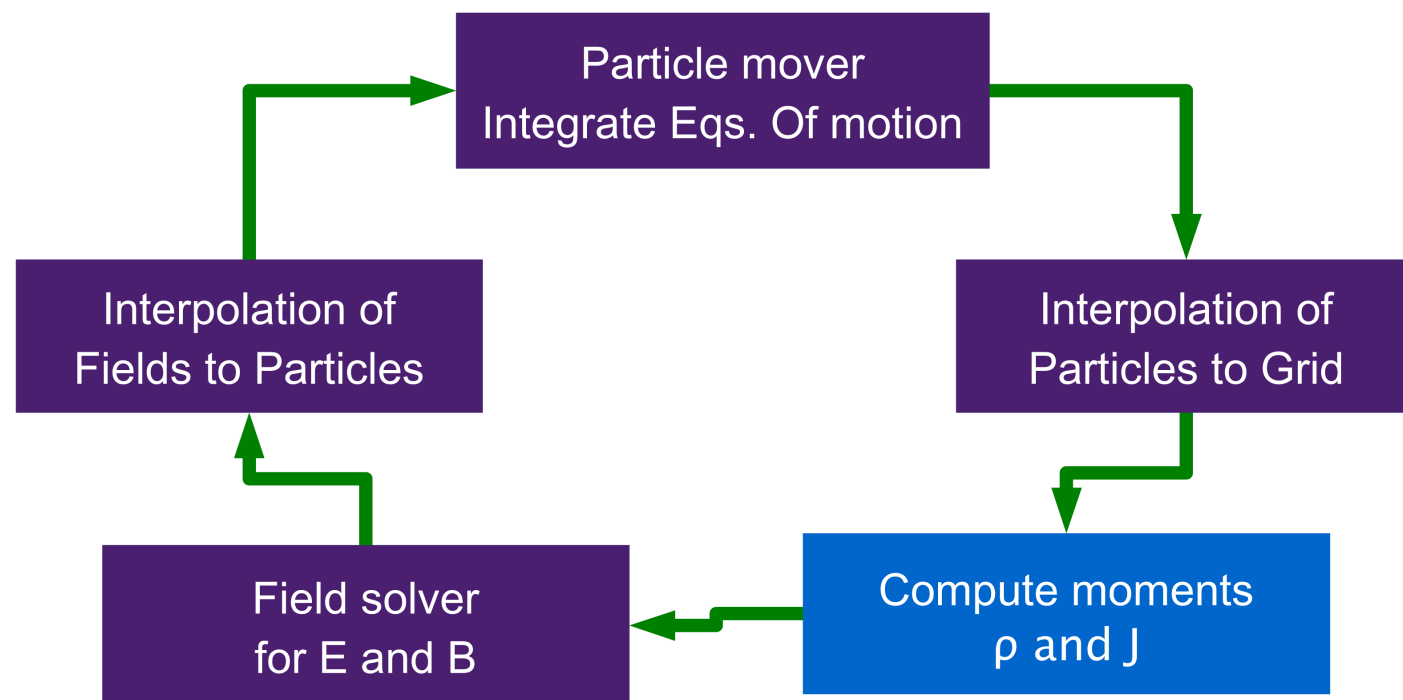 Particle mover
Integrate Eqs. Of motion
Interpolation of
Fields to Particles
Interpolation of
Particles to Grid
Field solver
for E and B
Compute moments
ρ and J